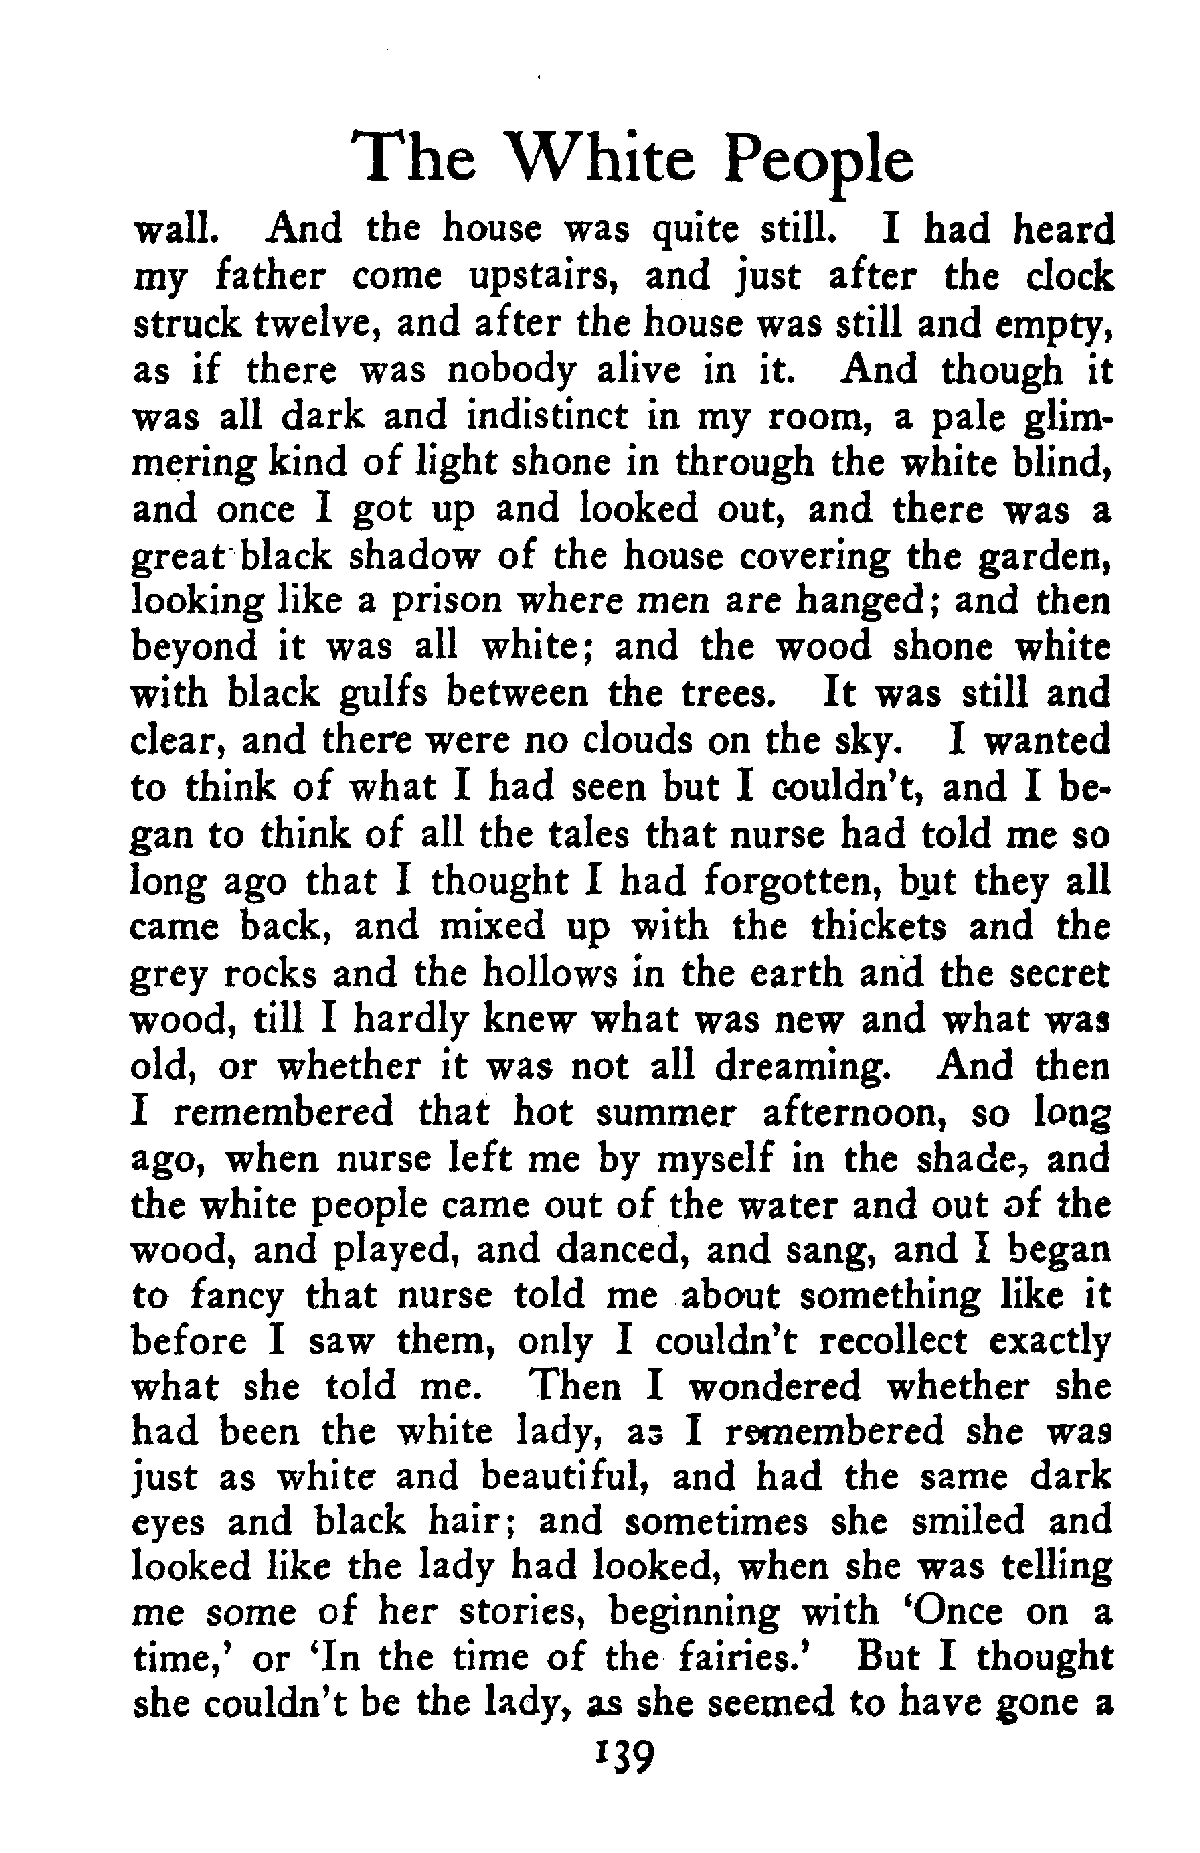 The White People
wall. And the house was quite still. I had heard
my father come upstairs, and just after the clock
struck twelve, and after the house was still and empty,
as if there was nobody alive in it. And though it
was all dark and indistinct in my room, a pale glim-
mering kind of light shone in through the white blind,
and once I got up and looked out, and there was a
great black shadow of the house covering the garden,
looking like a prison where men are hanged; and then
beyond it was all white; and the wood shone white
with black gulfs between the trees. It was still and
clear, and there were no clouds on the sky. I wanted
to think of what I had seen but I couldn't, and I be-
gan to think of all the tales that nurse had told me so
long ago that I thought I had forgotten, but they all
came back, and mixed up with the thickets and the
grey rocks and the hollows in the earth and the secret
wood, till I hardly knew what was new and what was
old, or whether it was not all dreaming. And then
I remembered that hot summer afternoon, so long
ago, when nurse left me by myself in the shade, and
the white people came out of the water and out of the
wood, and played, and danced, and sang, and I began
to fancy that nurse told me about something like it
before I saw them, only I couldn't recollect exactly
what she told me. Then I wondered whether she
had been the white lady, as I remembered she was
just as white and beautiful, and had the same dark
eyes and black hair; and sometimes she smiled and
looked like the lady had looked, when she was telling
me some of her stories, beginning with ‘Once on a
time,’ or ‘In the time of the fairies.’ But I thought
she couldn't be the lady, as she seemed to have gone a
139